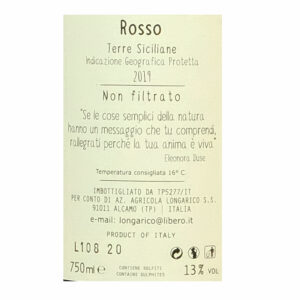 Rosso
Terre Siciliane
Indicazione Geografica Protetta
2019
Non filtrato
"Se le cose semplici della natura
hanno un messaggio che tu comprendi,
rallegrati perchè la tua anima è viva"
Eleonora Duse
Temperatura consigliata 16° C.
IMBOTTIGLIATO DA TP5277/IT
PER CONTO DI AZ. AGRICOLA LONGARICO S.S.
91011 ALCAMO (TP) | ITALIA
e-mail: longarico@libero.it
PRODUCT OF ITALY
L108 20
750ml e
CONTIENE SOLFITI
CONTAINS SULPHITES
13% VOL